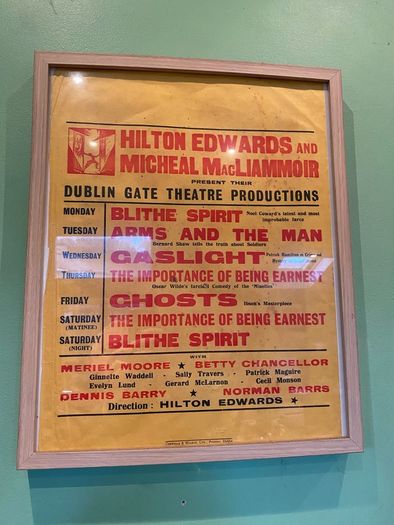 HILTON EDWARDS AND
MICHEAL MACLIAMMOIR
PRESENT THEIR
DUBLIN GATE THEATRE PRODUCTIONS
MONDAY BLITHE SPIRIT Noel Coward's latest and most
improbable farce
TUESDAY ARMS AND THE MAN
Bernard Shaw tells the truth about Soldiers
WEDNESDAY GASLIGHT Patrick Hamilton's
THURSDAY THE IMPORTANCE OF BEING EARNEST
Oscar Wilde's farcical Comedy of the 'Nineties'
FRIDAY GHOSTS Ibsen's Masterpiece
SATURDAY (MATINEE) THE IMPORTANCE OF BEING EARNEST
SATURDAY (NIGHT) BLITHE SPIRIT
WITH
MERIEL MOORE ★ BETTY CHANCELLOR
Ginnette Waddell - Sally Travers - Patrick Maguire
Evelyn Lund - Gerard McLarnon - Cecil Monson
DENNIS BARRY ★ NORMAN BARRS
Direction : HILTON EDWARDS ★